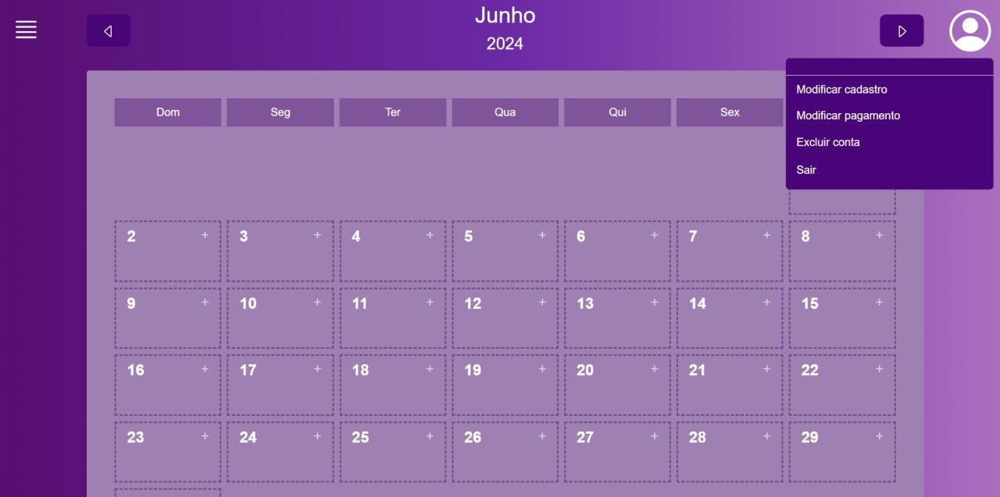 Junho
2024
Modificar cadastro
Modificar pagamento
Excluir conta
Sair
Dom Seg Ter Qua Qui Sex
2 + 3 + 4 + 5 + 6 + 7 + 8 +
9 + 10 + 11 + 12 + 13 + 14 + 15 +
16 + 17 + 18 + 19 + 20 + 21 + 22 +
23 + 24 + 25 + 26 + 27 + 28 + 29 +